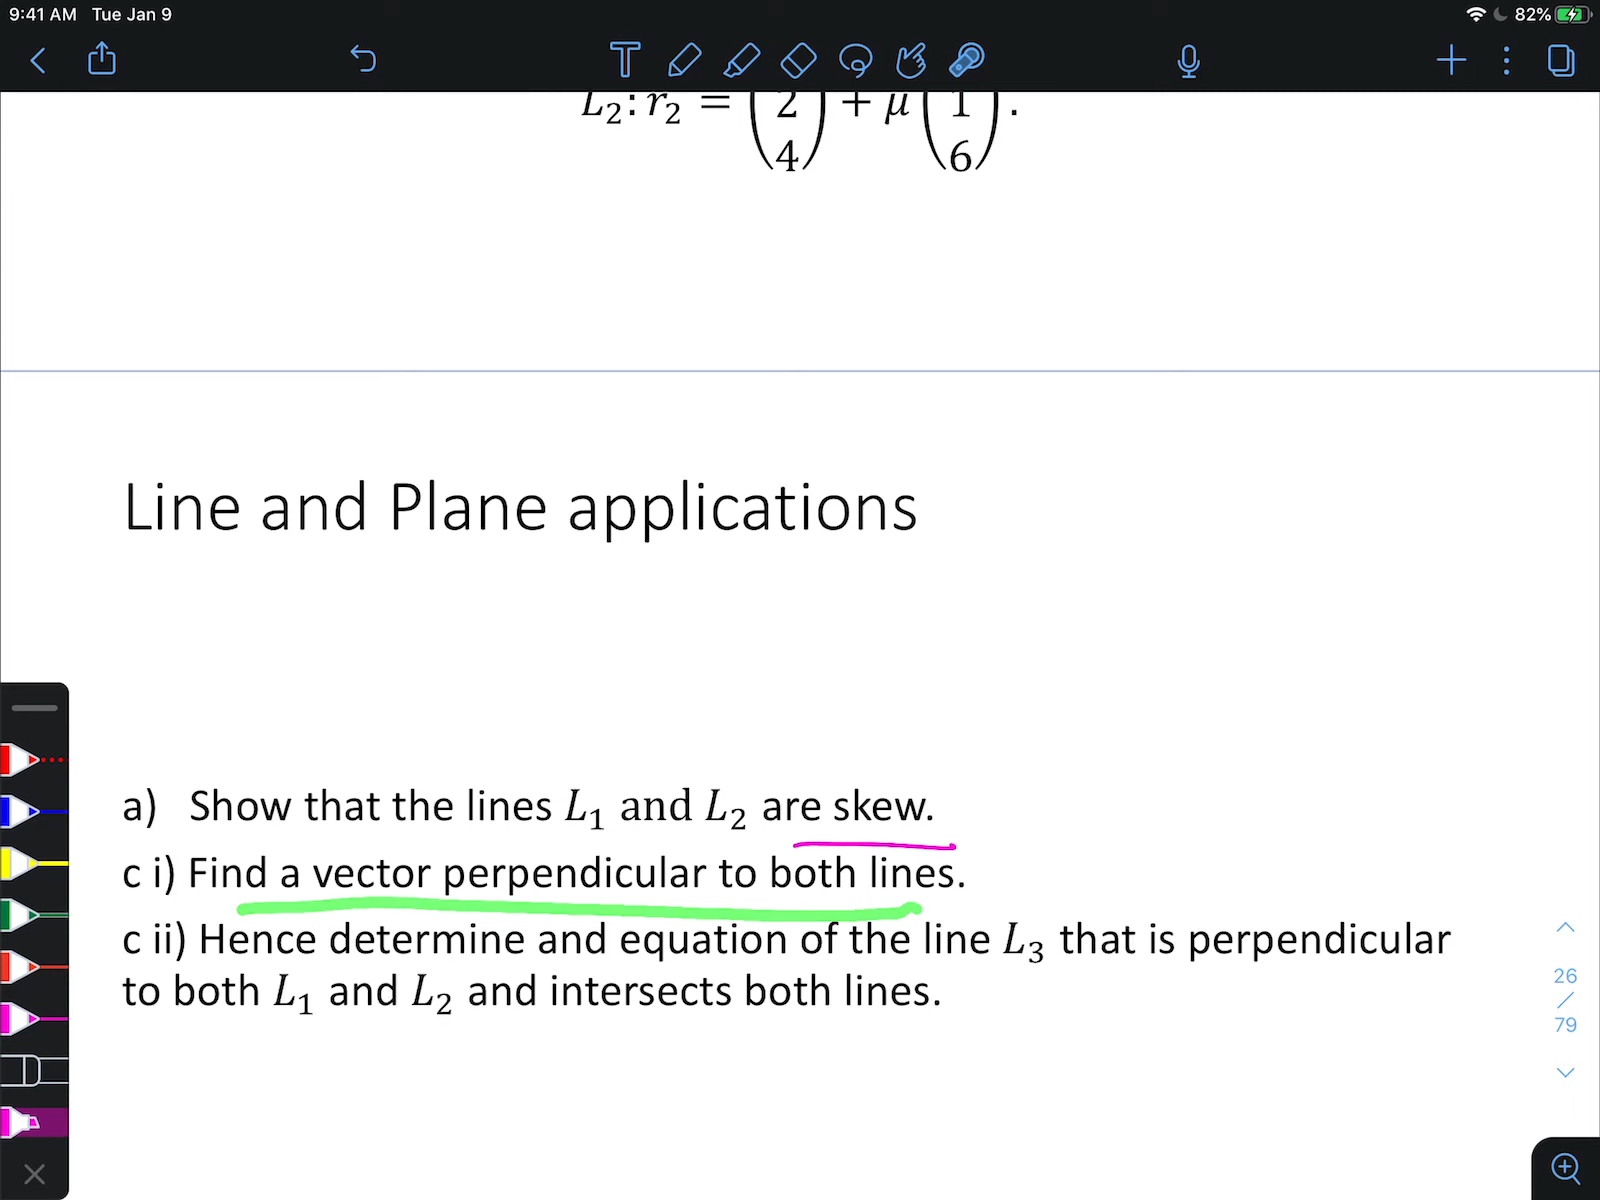 9:41 AM Tue Jan 9 82%
L₂: r₂ = ( 2 4 ) + μ ( 1 6 ) .
Line and Plane applications
a) Show that the lines L₁ and L₂ are skew.
c i) Find a vector perpendicular to both lines.
c ii) Hence determine and equation of the line L₃ that is perpendicular
to both L₁ and L₂ and intersects both lines.
26
/
79